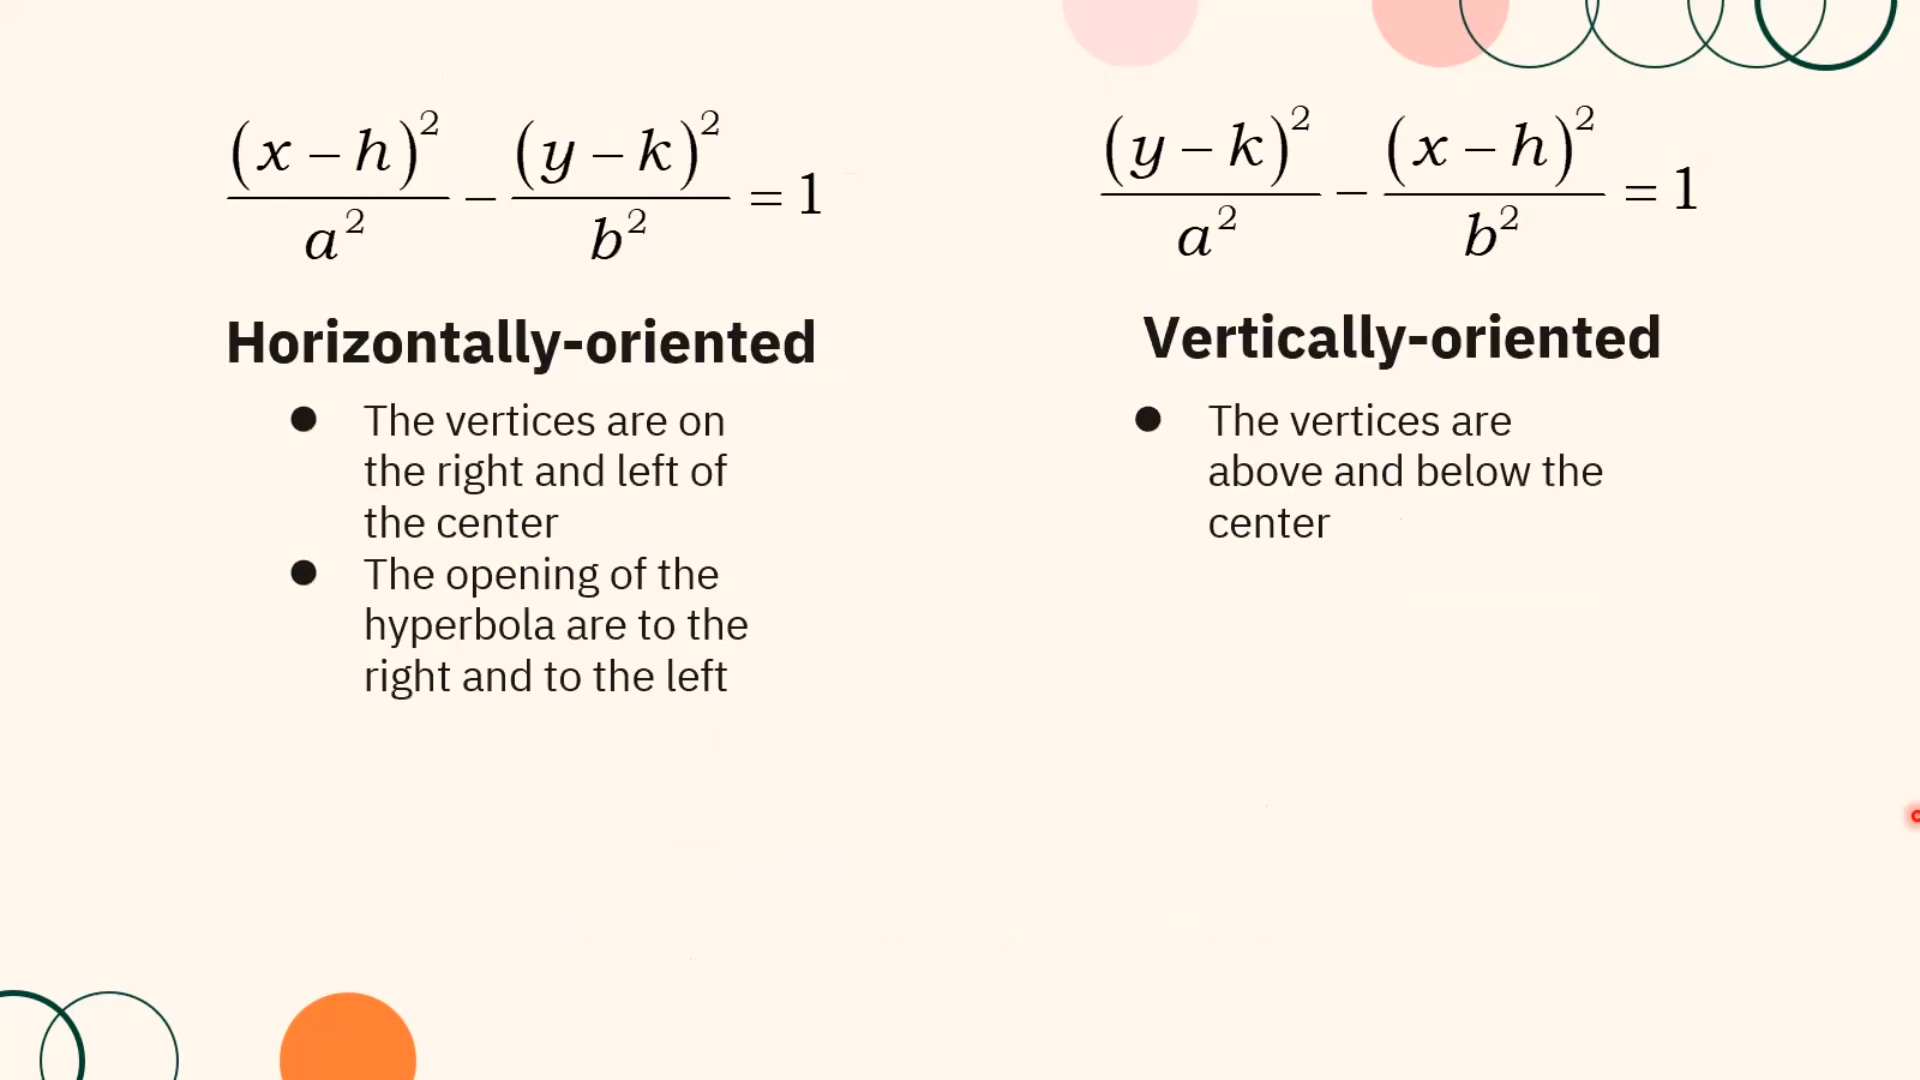 (x – h)² / a² – (y – k)² / b² = 1
Horizontally-oriented
● The vertices are on
the right and left of
the center
● The opening of the
hyperbola are to the
right and to the left
(y – k)² / a² – (x – h)² / b² = 1
Vertically-oriented
● The vertices are
above and below the
center